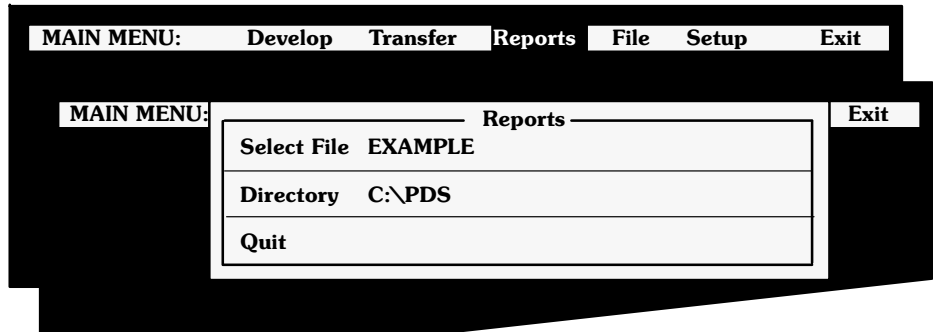 MAIN MENU: Develop Transfer Reports File Setup Exit
MAIN MENU: Exit
Reports
Select File EXAMPLE
Directory C:\PDS
Quit